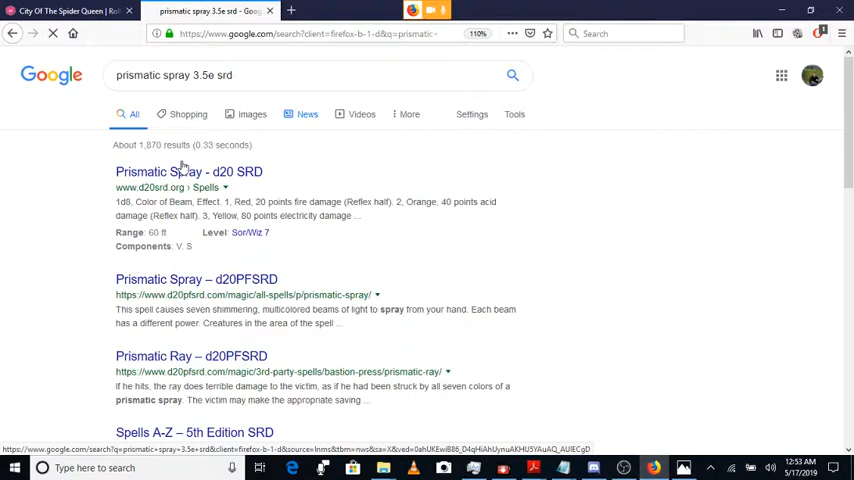 City Of The Spider Queen | Roll
prismatic spray 3.5e srd - Goog
https://www.google.com/search?client=firefox-b-1-d&q=prismatic-
110%
Search
Google
prismatic spray 3.5e srd
All
Shopping
Images
News
Videos
More
Settings
Tools
About 1,870 results (0.33 seconds)
Prismatic Spray - d20 SRD
www.d20srd.org › Spells
1d8, Color of Beam, Effect. 1, Red, 20 points fire damage (Reflex half). 2, Orange, 40 points acid
damage (Reflex half). 3, Yellow, 80 points electricity damage ...
Range: 60 ft Level: Sor/Wiz 7
Components: V, S
Prismatic Spray – d20PFSRD
https://www.d20pfsrd.com/magic/all-spells/p/prismatic-spray/
This spell causes seven shimmering, multicolored beams of light to spray from your hand. Each beam
has a different power. Creatures in the area of the spell ...
Prismatic Ray – d20PFSRD
https://www.d20pfsrd.com/magic/3rd-party-spells/bastion-press/prismatic-ray/
If he hits, the ray does terrible damage to the victim, as if he had been struck by all seven colors of a
prismatic spray. The victim may make the appropriate saving ...
Spells A-Z – 5th Edition SRD
Type here to search
12:53 AM
5/17/2019